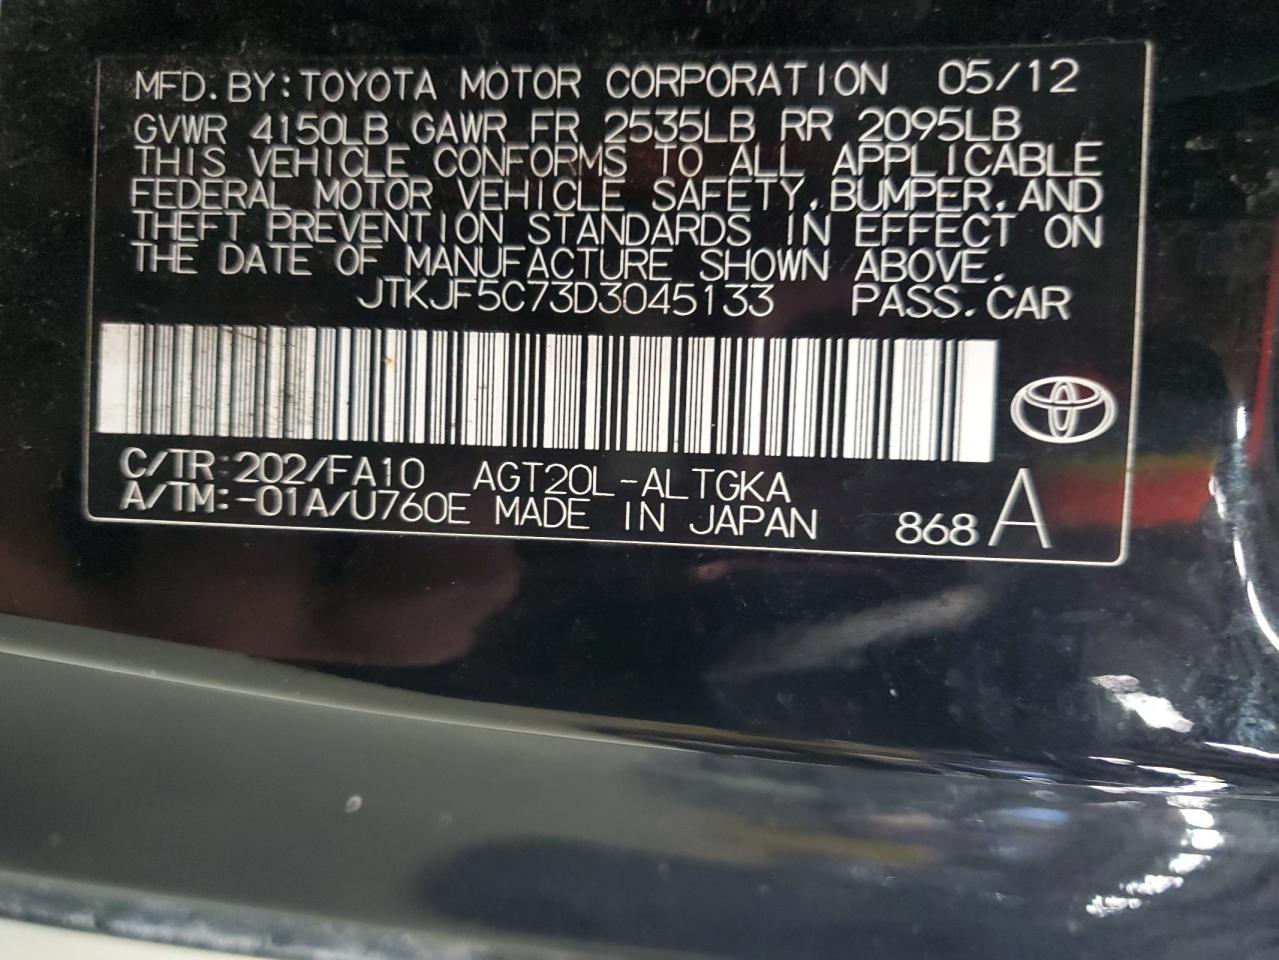 MFD. BY: TOYOTA MOTOR CORPORATION 05/12
GVWR 4150LB GAWR FR 2535LB RR 2095LB
THIS VEHICLE CONFORMS TO ALL APPLICABLE
FEDERAL MOTOR VEHICLE SAFETY, BUMPER, AND
THEFT PREVENTION STANDARDS IN EFFECT ON
THE DATE OF MANUFACTURE SHOWN ABOVE.
JTKJF5C73D3045133 PASS. CAR
C/TR: 202/FA10 AGT20L-ALTGKA
A/TM: -01A/U760E MADE IN JAPAN 868 A